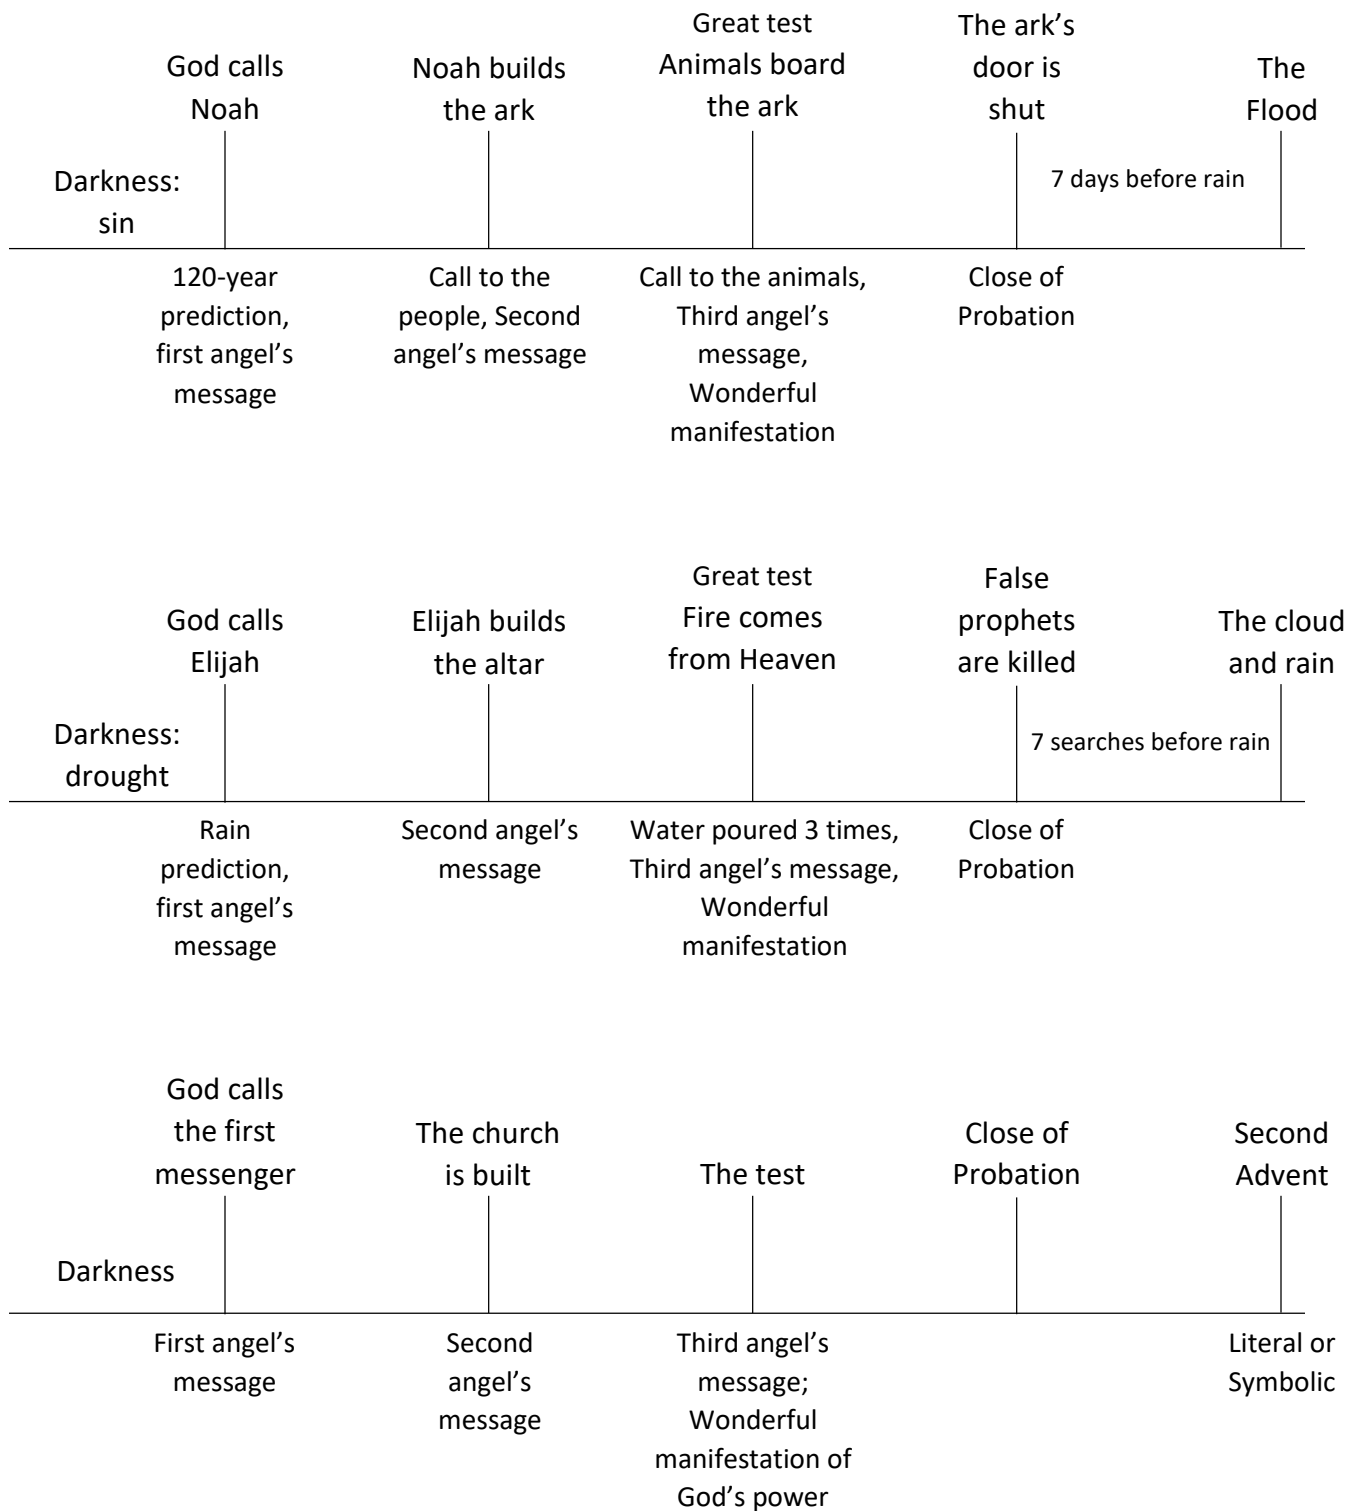 God calls
Noah
Noah builds
the ark
Great test
Animals board
the ark
The ark’s
door is
shut
The
Flood
Darkness:
sin
7 days before rain
120-year
prediction,
first angel’s
message
Call to the
people, Second
angel’s message
Call to the animals,
Third angel’s
message,
Wonderful
manifestation
Close of
Probation
God calls
Elijah
Elijah builds
the altar
Great test
Fire comes
from Heaven
False
prophets
are killed
The cloud
and rain
Darkness:
drought
7 searches before rain
Rain
prediction,
first angel’s
message
Second angel’s
message
Water poured 3 times,
Third angel’s message,
Wonderful
manifestation
Close of
Probation
God calls
the first
messenger
The church
is built
The test
Close of
Probation
Second
Advent
Darkness
First angel’s
message
Second
angel’s
message
Third angel’s
message;
Wonderful
manifestation of
God’s power
Literal or
Symbolic